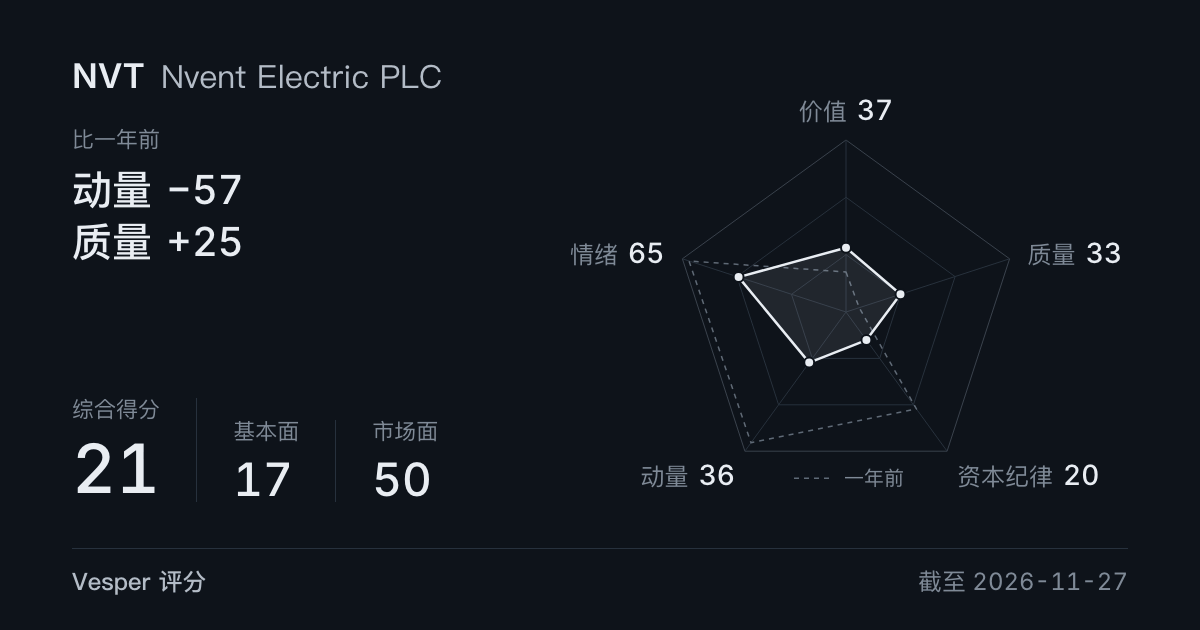 NVT Nvent Electric PLC
比一年前
动量 −57
质量 +25
价值 37
情绪 65
质量 33
动量 36
一年前
资本纪律 20
综合得分
21
基本面
17
市场面
50
Vesper 评分
截至 2026-11-27